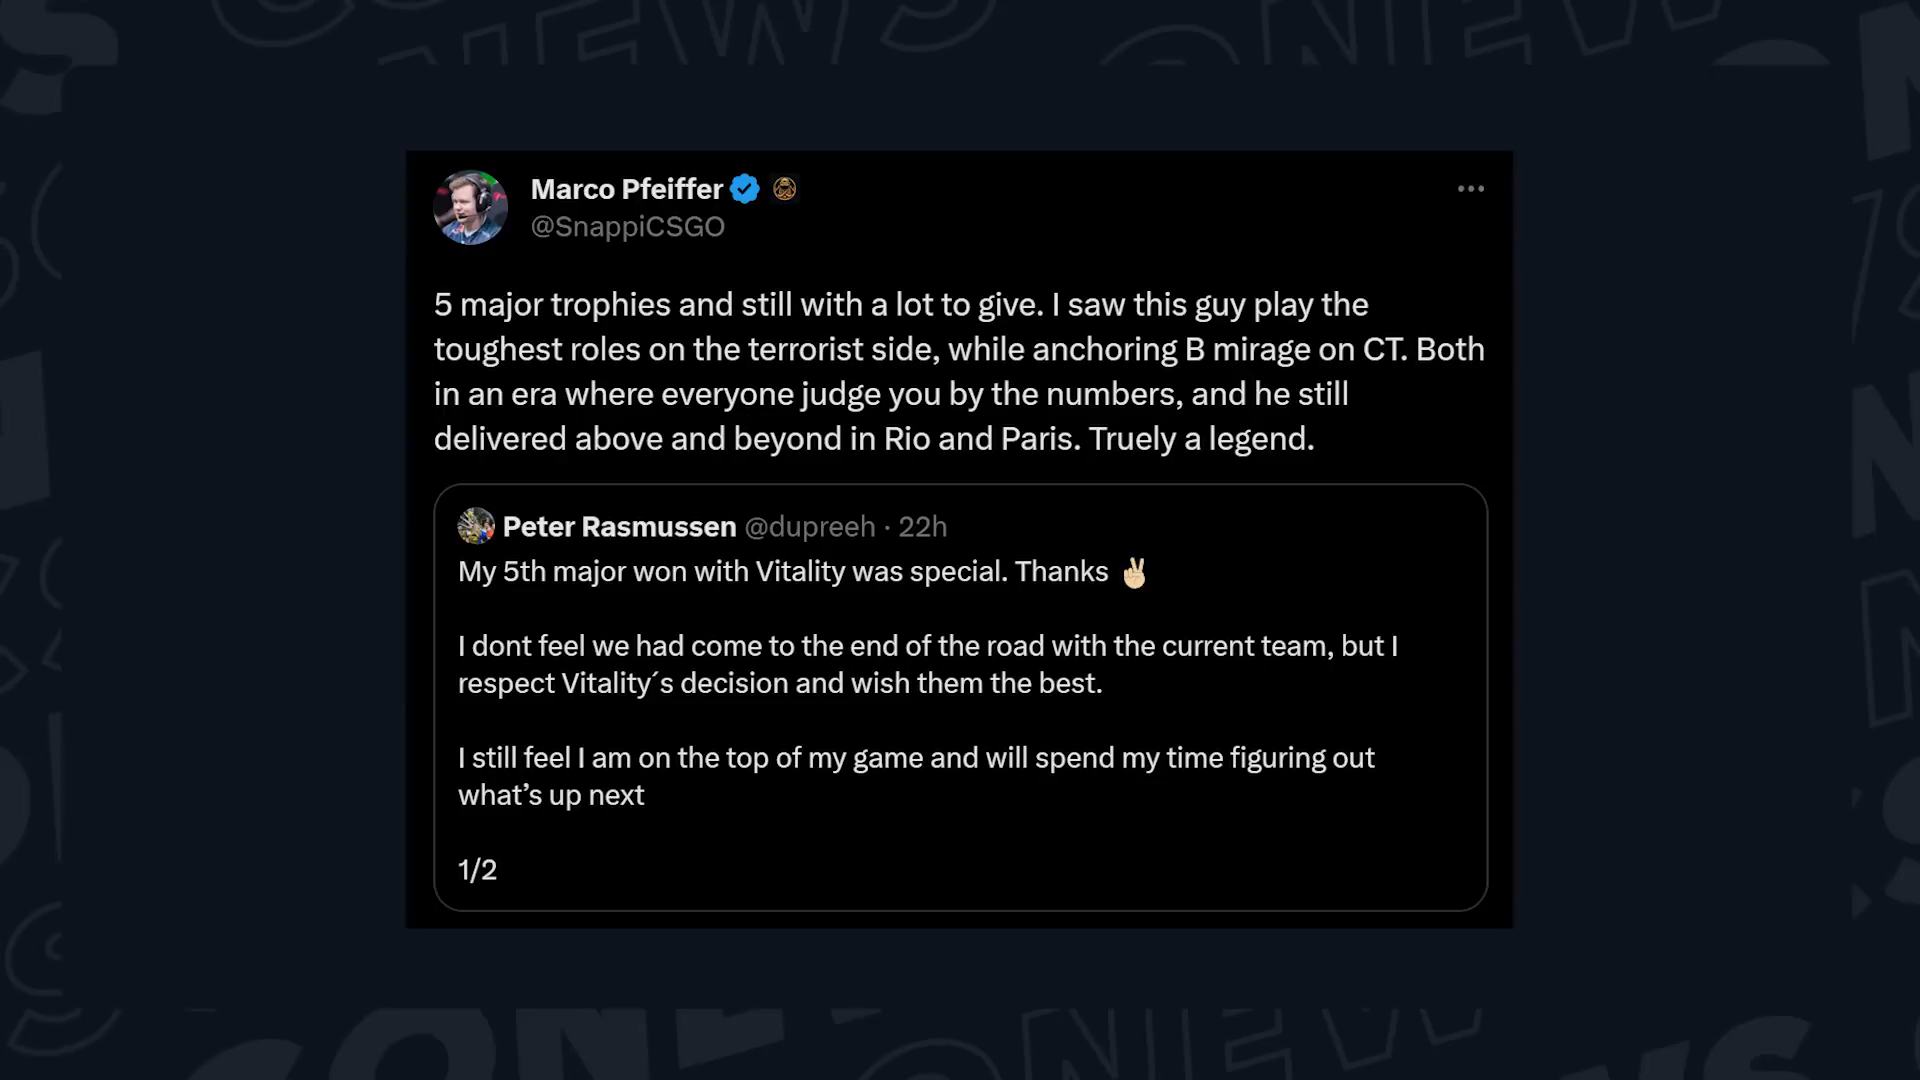 Marco Pfeiffer
@SnappiCSGO
5 major trophies and still with a lot to give. I saw this guy play the
toughest roles on the terrorist side, while anchoring B mirage on CT. Both
in an era where everyone judge you by the numbers, and he still
delivered above and beyond in Rio and Paris. Truely a legend.
Peter Rasmussen @dupreeh · 22h
My 5th major won with Vitality was special. Thanks ✌🏼
I dont feel we had come to the end of the road with the current team, but I
respect Vitality´s decision and wish them the best.
I still feel I am on the top of my game and will spend my time figuring out
what’s up next
1/2